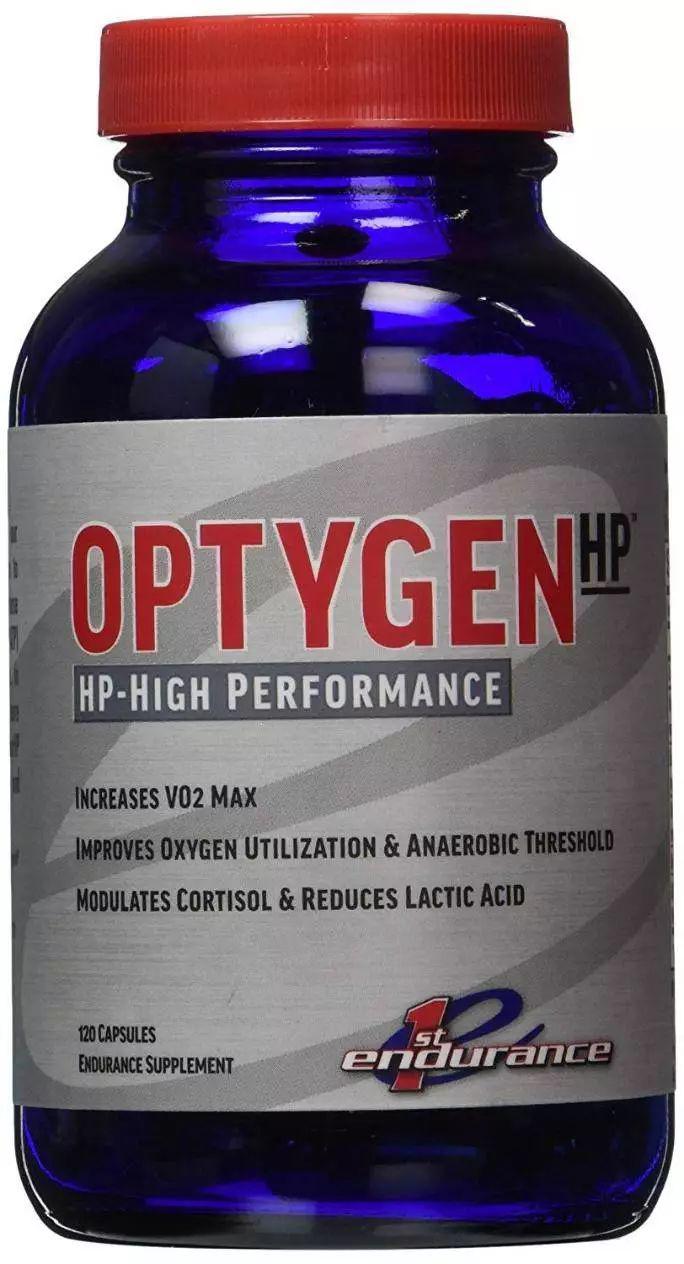 OPTYGEN HP™
HP-HIGH PERFORMANCE
INCREASES VO2 MAX
IMPROVES OXYGEN UTILIZATION & ANAEROBIC THRESHOLD
MODULATES CORTISOL & REDUCES LACTIC ACID
120 CAPSULES
ENDURANCE SUPPLEMENT
1st
endurance